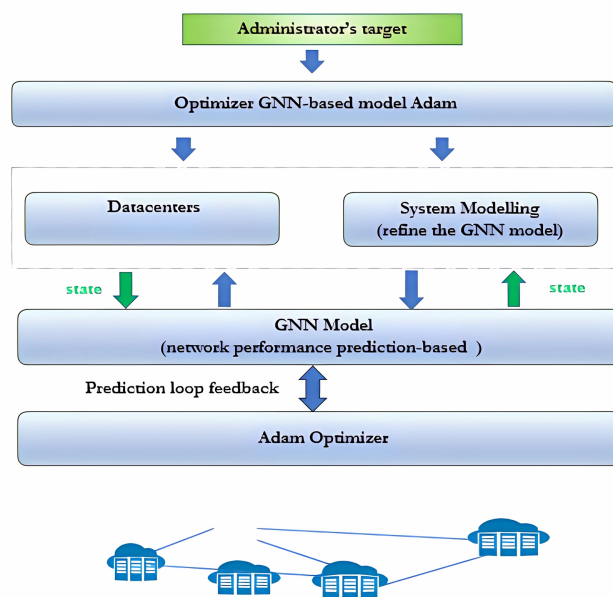 Administrator's target
Optimizer GNN-based model Adam
Datacenters
System Modelling
(refine the GNN model)
state
state
GNN Model
(network performance prediction-based )
Prediction loop feedback
Adam Optimizer